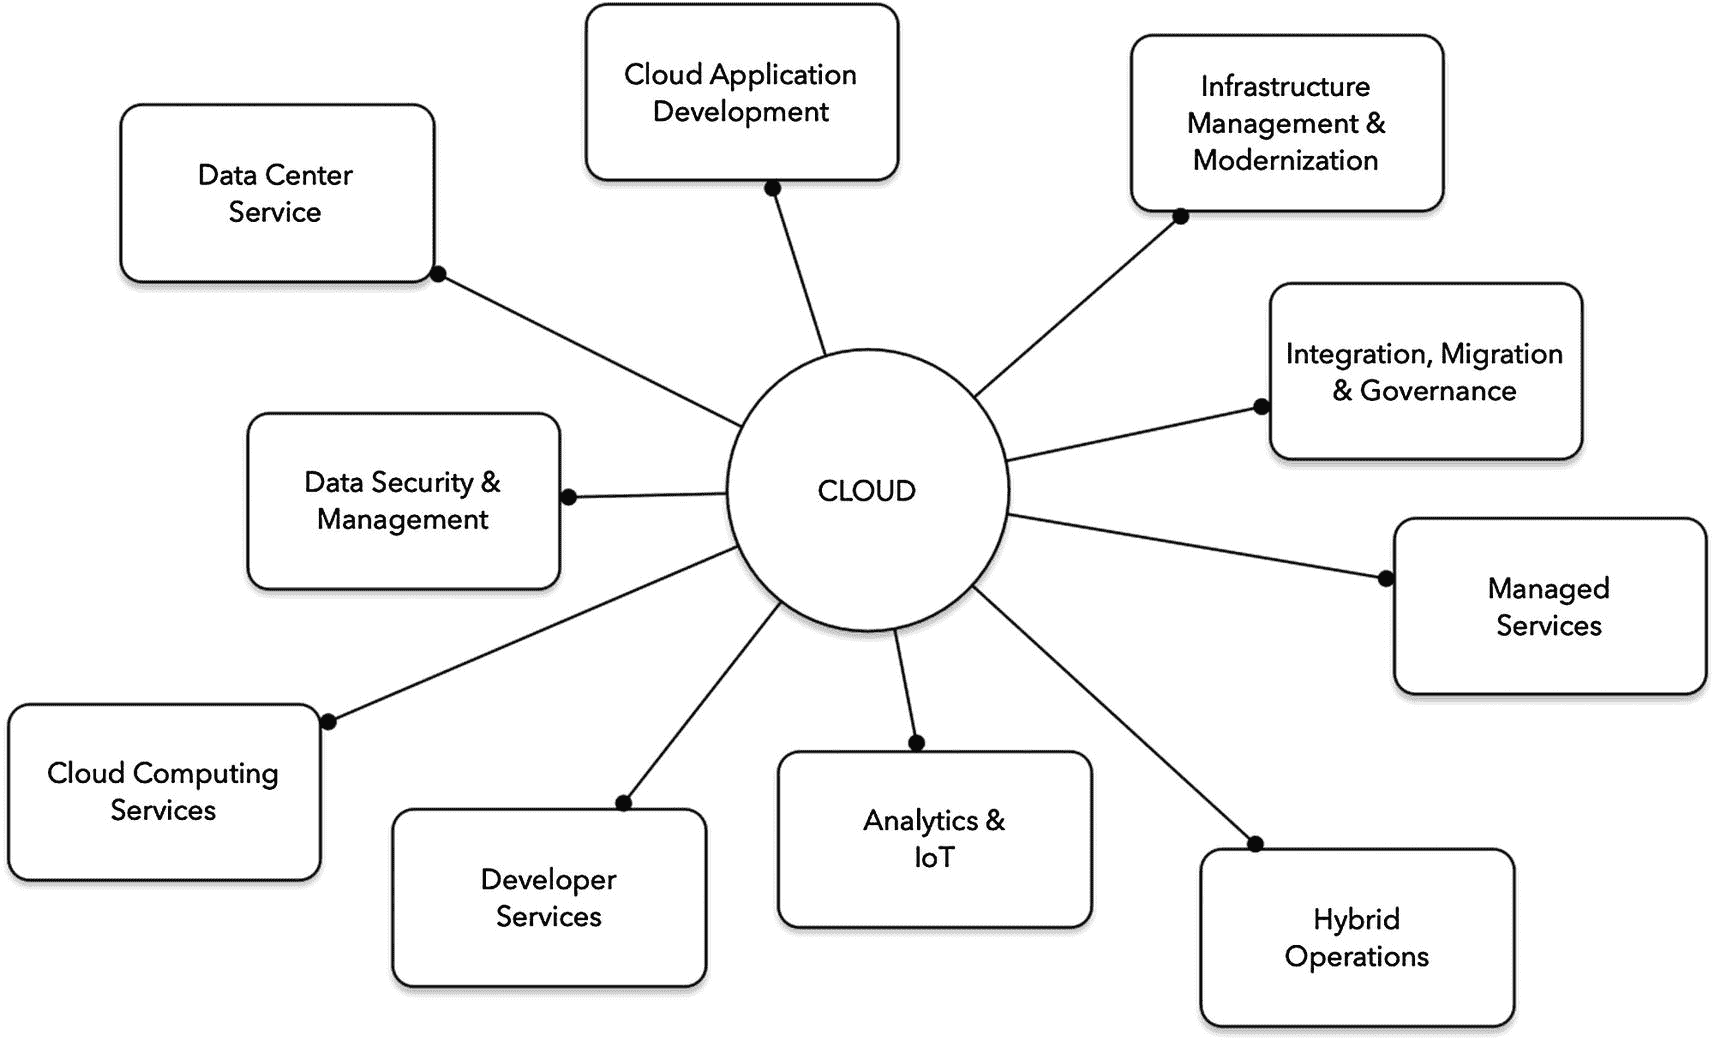 Cloud Application
Development
Infrastructure
Management &
Modernization
Data Center
Service
Integration, Migration
& Governance
Data Security &
Management
CLOUD
Managed
Services
Cloud Computing
Services
Analytics &
IoT
Developer
Services
Hybrid
Operations